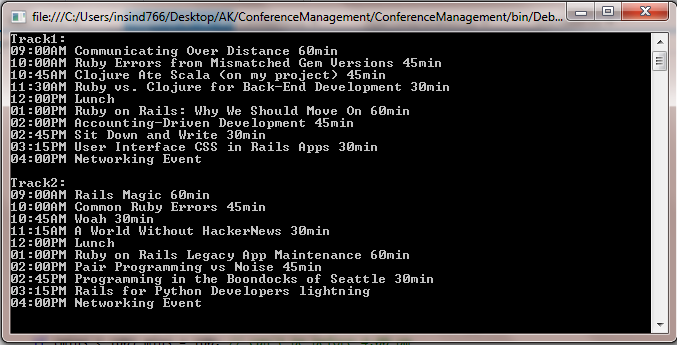 file:///C:/Users/insind766/Desktop/AK/ConferenceManagement/ConferenceManagement/bin/Deb...
Track1:
09:00AM Communicating Over Distance 60min
10:00AM Ruby Errors from Mismatched Gem Versions 45min
10:45AM Clojure Ate Scala (on my project) 45min
11:30AM Ruby vs. Clojure for Back-End Development 30min
12:00PM Lunch
01:00PM Ruby on Rails: Why We Should Move On 60min
02:00PM Accounting-Driven Development 45min
02:45PM Sit Down and Write 30min
03:15PM User Interface CSS in Rails Apps 30min
04:00PM Networking Event
Track2:
09:00AM Rails Magic 60min
10:00AM Common Ruby Errors 45min
10:45AM Woah 30min
11:15AM A World Without HackerNews 30min
12:00PM Lunch
01:00PM Ruby on Rails Legacy App Maintenance 60min
02:00PM Pair Programming vs Noise 45min
02:45PM Programming in the Boondocks of Seattle 30min
03:15PM Rails for Python Developers lightning
04:00PM Networking Event